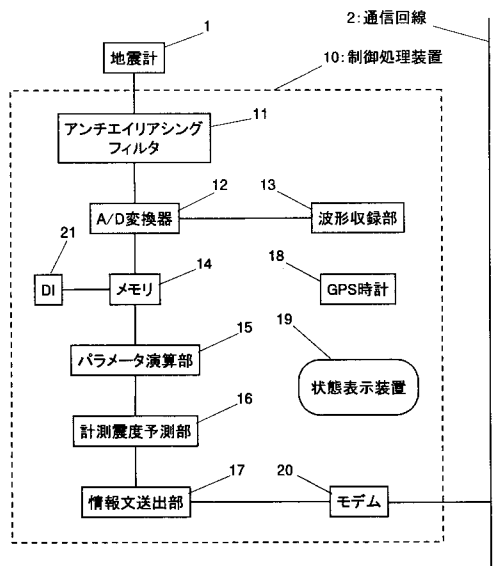 2:通信回線
1
地震計
10:制御処理装置
11
アンチエイリアシング
フィルタ
12
13
A/D変換器
波形収録部
21
14
18
DI
メモリ
GPS時計
15
19
パラメータ演算部
状態表示装置
16
計測震度予測部
17
20
情報文送出部
モデム